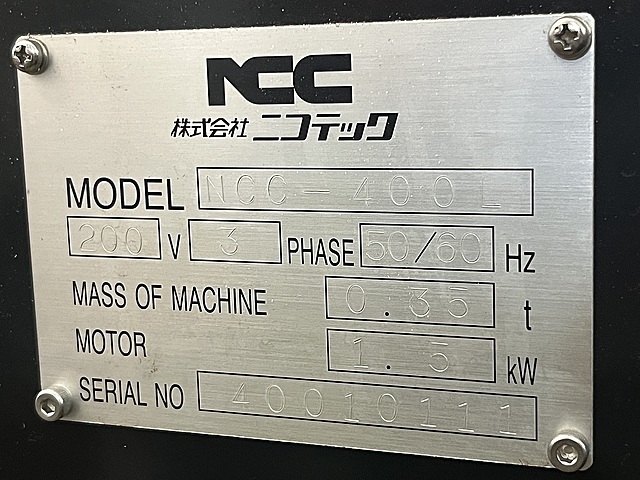 NCC
株式会社 ニコテック
MODEL NCC-400L
200 V 3 PHASE 50/60 Hz
MASS OF MACHINE 0.35 t
MOTOR 1.5 kW
SERIAL NO 40010111